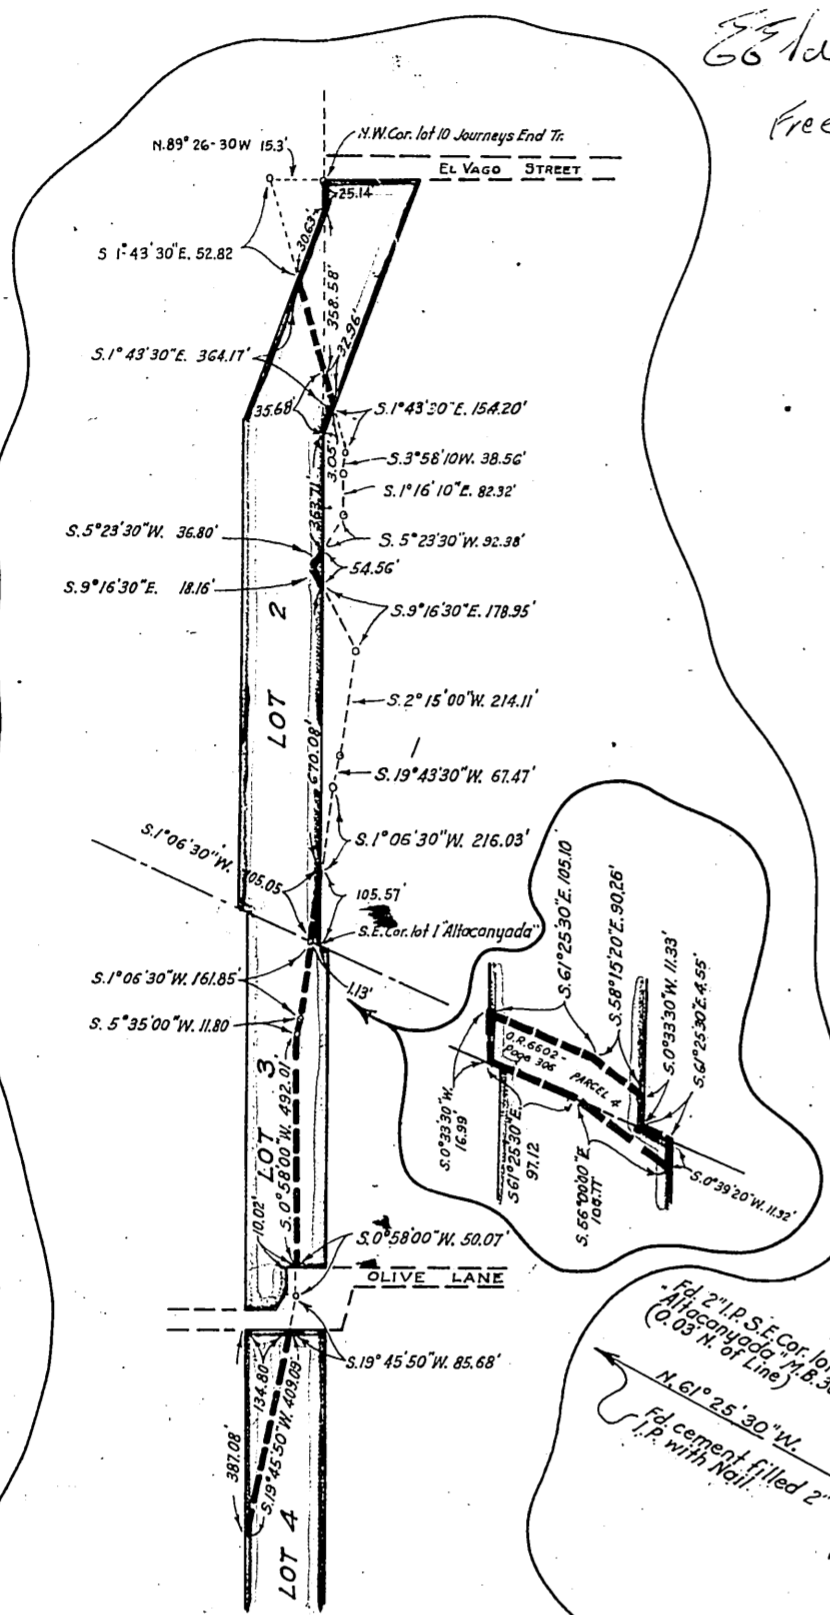 Free
N.W.Cor. lot 10 Journeys End Tr.
N.89° 26-30W 15.3'
EL VAGO STREET
25.14'
30.63'
S 1°-43'30"E. 52.82
358.58'
32.96'
S.1° 43'30"E. 364.17'
35.68'
S.1°43'30"E. 154.20'
3.05'
S.3°58'10W. 38.56'
S.1°16'10"E. 82.32'
363.71'
S.5°23'30"W. 36.80'
S. 5°23'30"W. 92.38'
54.56'
S.9°16'30"E. 18.16'
S.9°16'30"E. 178.95'
LOT 2
S.2°15'00"W. 214.11'
670.08'
S.19°43'30"W. 67.47'
S.1°06'30"W. 216.03'
S.1°06'30"W.
105.05
105.57'
S.E.Cor. lot 1 "Altacanyada"
S.1°06'30"W. 161.85'
1.13'
S. 5°35'00"W. 11.80
LOT 3
S.0°58'00"W. 492.01'
10.02'
S.0°58'00"W. 50.07'
OLIVE LANE
S.19°45'50"W. 85.68'
134.80'
S.19°45'50"W. 409.09'
387.08'
LOT 4
S.61°25'30"E. 105.10
S.58°15'20"E. 90.26'
S.0°33'30"W. 11.33'
S.61°25'30E. 4.55'
O.R.6602-
Page 306
PARCEL 4
S.0°33'30"W.
16.99'
S61°25'30"E.
97.12
S.56°00'00"E
S.0°39'20"W. 11.32'
Fd. 2" I.P. S.E. Cor. lot
"Altacanyada" M.B. 3
(0.03' N. of Line)
N. 61° 25'30"W.
Fd. cement filled 2"
I.P. with Nail.